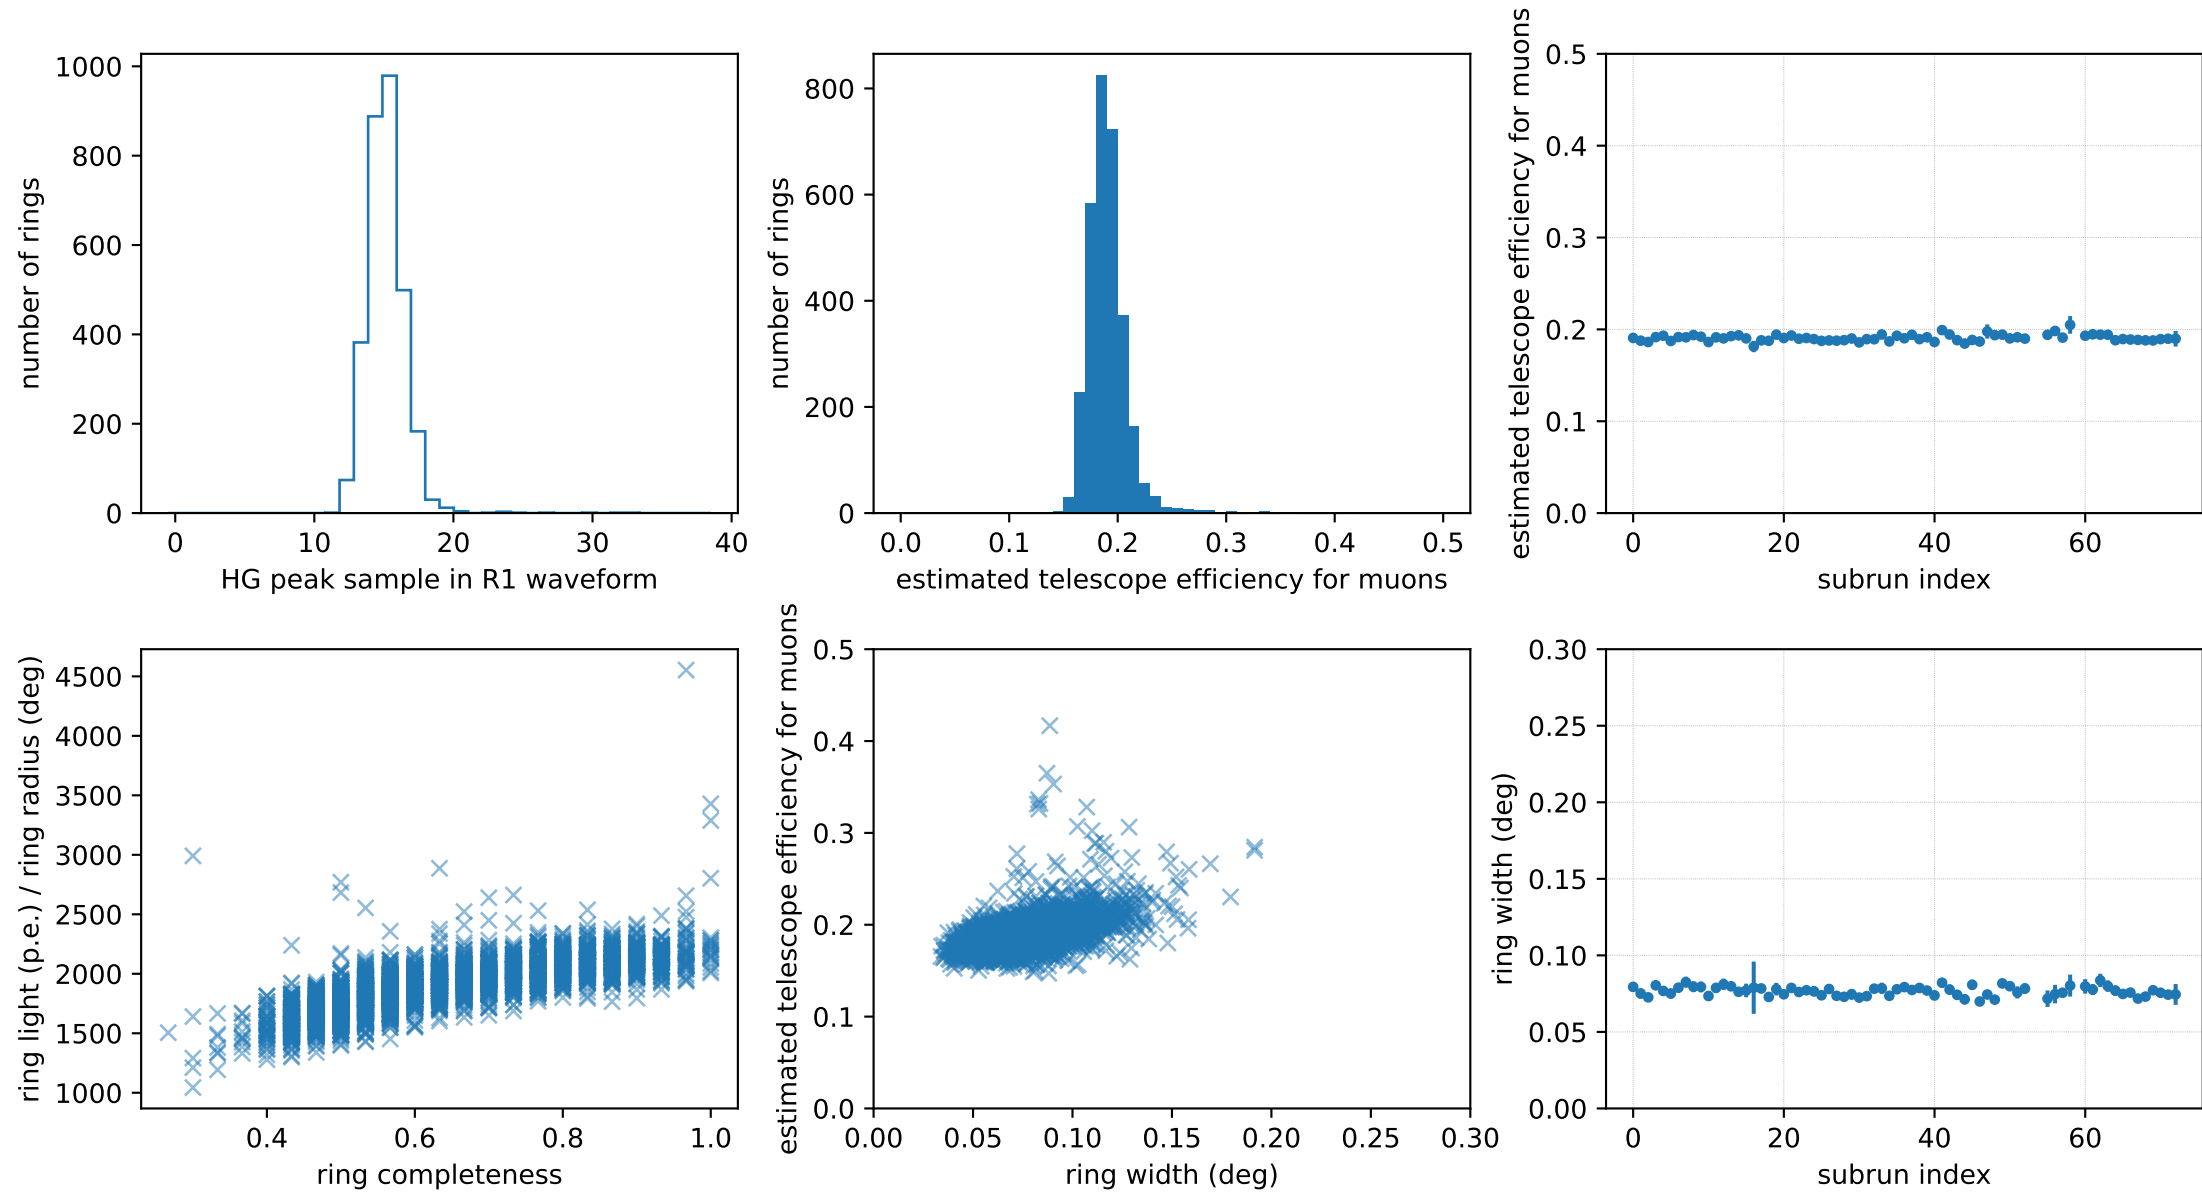 number of rings
1000
800
600
400
200
0
0 10 20 30 40
HG peak sample in R1 waveform
number of rings
800
600
400
200
0
0.0 0.1 0.2 0.3 0.4 0.5
estimated telescope efficiency for muons
estimated telescope efficiency for muons
0.5
0.4
0.3
0.2
0.1
0.0
0 20 40 60
subrun index
ring light (p.e.) / ring radius (deg)
4500
4000
3500
3000
2500
2000
1500
1000
0.4 0.6 0.8 1.0
ring completeness
estimated telescope efficiency for muons
0.5
0.4
0.3
0.2
0.1
0.0
0.00 0.05 0.10 0.15 0.20 0.25 0.30
ring width (deg)
ring width (deg)
0.30
0.25
0.20
0.15
0.10
0.05
0.00
0 20 40 60
subrun index